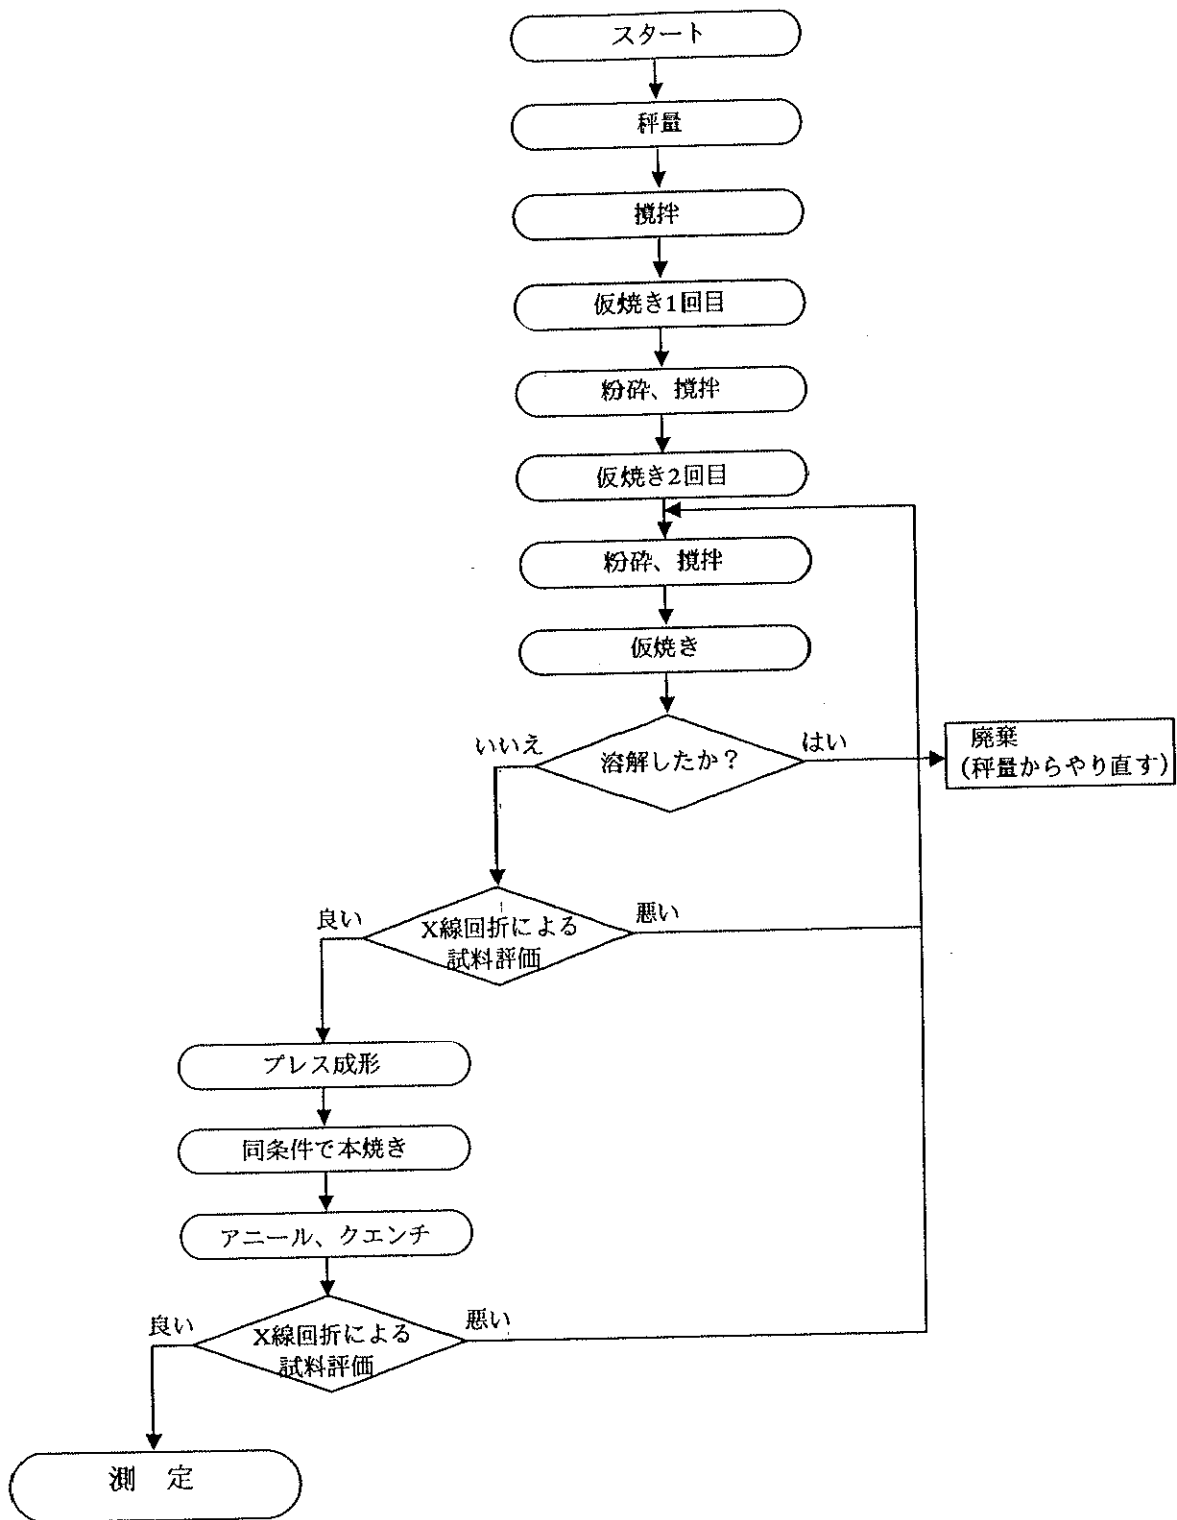 スタート
秤量
撹拌
仮焼き1回目
粉砕、撹拌
仮焼き2回目
粉砕、撹拌
仮焼き
いいえ
溶解したか？
はい
廃棄
(秤量からやり直す)
良い
X線回折による
試料評価
悪い
プレス成形
同条件で本焼き
アニール、クエンチ
良い
X線回折による
試料評価
悪い
測　定